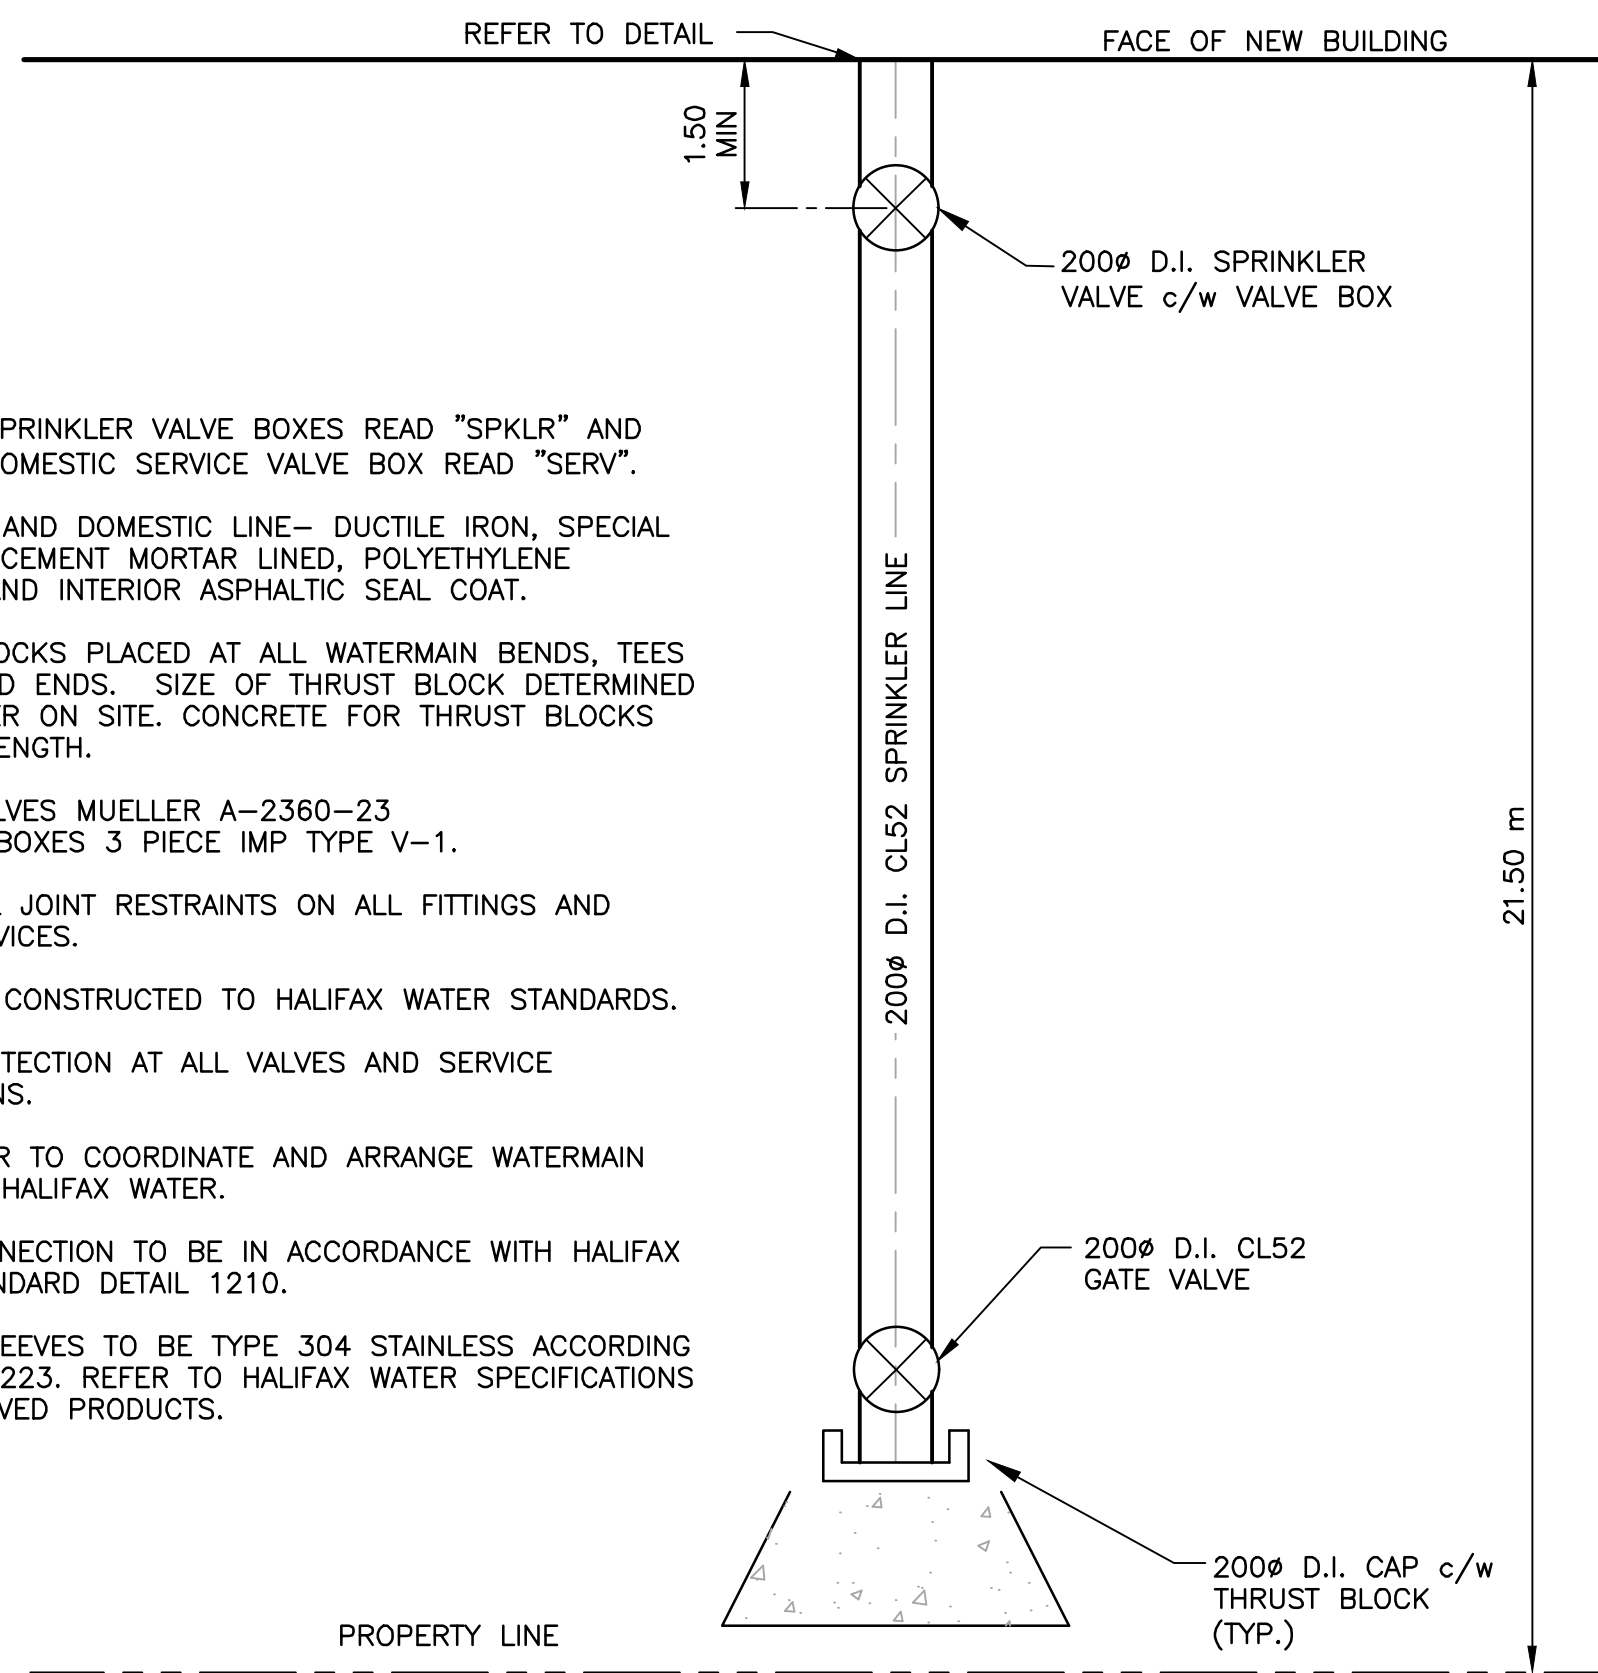 REFER TO DETAIL
FACE OF NEW BUILDING
1.50
MIN
200ø D.I. SPRINKLER
VALVE c/w VALVE BOX
PRINKLER VALVE BOXES READ "SPKLR" AND
OMESTIC SERVICE VALVE BOX READ "SERV".
AND DOMESTIC LINE– DUCTILE IRON, SPECIAL
CEMENT MORTAR LINED, POLYETHYLENE
ND INTERIOR ASPHALTIC SEAL COAT.
OCKS PLACED AT ALL WATERMAIN BENDS, TEES
D ENDS. SIZE OF THRUST BLOCK DETERMINED
ER ON SITE. CONCRETE FOR THRUST BLOCKS
ENGTH.
LVES MUELLER A–2360–23
BOXES 3 PIECE IMP TYPE V–1.
L JOINT RESTRAINTS ON ALL FITTINGS AND
VICES.
CONSTRUCTED TO HALIFAX WATER STANDARDS.
TECTION AT ALL VALVES AND SERVICE
NS.
R TO COORDINATE AND ARRANGE WATERMAIN
HALIFAX WATER.
NECTION TO BE IN ACCORDANCE WITH HALIFAX
NDARD DETAIL 1210.
EEVES TO BE TYPE 304 STAINLESS ACCORDING
223. REFER TO HALIFAX WATER SPECIFICATIONS
VED PRODUCTS.
200ø D.I. CL52 SPRINKLER LINE
21.50 m
200ø D.I. CL52
GATE VALVE
200ø D.I. CAP c/w
THRUST BLOCK
(TYP.)
PROPERTY LINE